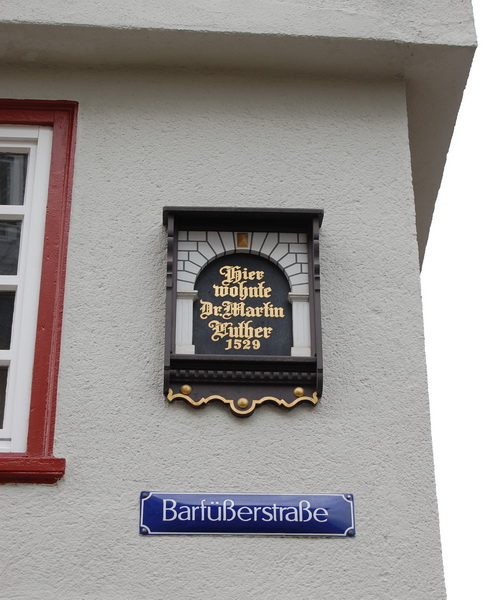 Hier
wohnte
Dr. Martin
Luther
1529
Barfüßerstraße